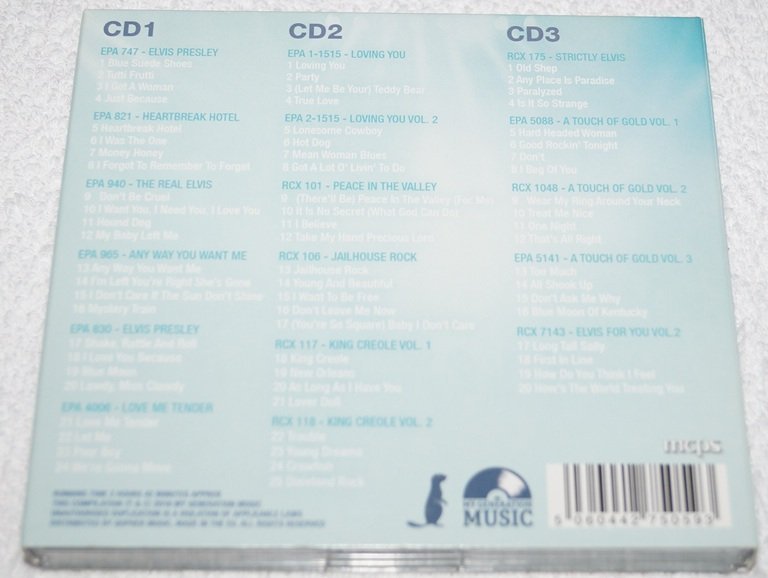 CD1
EPA 747 - ELVIS PRESLEY
1 Blue Suede Shoes
2 Tutti Frutti
3 I Got A Woman
4 Just Because
EPA 821 - HEARTBREAK HOTEL
5 Heartbreak Hotel
6 I Was The One
7 Money Honey
8 I Forgot To Remember To Forget
EPA 940 - THE REAL ELVIS
9 Don't Be Cruel
10 I Want You, I Need You, I Love You
11 Hound Dog
12 My Baby Left Me
EPA 965 - ANY WAY YOU WANT ME
13 Any Way You Want Me
14 I'm Left You're Right She's Gone
15 I Don't Care If The Sun Don't Shine
16 Mystery Train
EPA 830 - ELVIS PRESLEY
17 Shake, Rattle And Roll
18 I Love You Because
19 Blue Moon
20 Lawdy, Miss Clawdy
EPA 4006 - LOVE ME TENDER
21 Love Me Tender
22 Let Me
23 Poor Boy
24 We're Gonna Move
CD2
EPA 1-1515 - LOVING YOU
1 Loving You
2 Party
3 (Let Me Be Your) Teddy Bear
4 True Love
EPA 2-1515 - LOVING YOU VOL. 2
5 Lonesome Cowboy
6 Hot Dog
7 Mean Woman Blues
8 Got A Lot O' Livin' To Do
RCX 101 - PEACE IN THE VALLEY
9 (There'll Be) Peace In The Valley (For Me)
10 It Is No Secret (What God Can Do)
11 I Believe
12 Take My Hand Precious Lord
RCX 106 - JAILHOUSE ROCK
13 Jailhouse Rock
14 Young And Beautiful
15 I Want To Be Free
16 Don't Leave Me Now
17 (You're So Square) Baby I Don't Care
RCX 117 - KING CREOLE VOL. 1
18 King Creole
19 New Orleans
20 As Long As I Have You
21 Lover Doll
RCX 118 - KING CREOLE VOL. 2
22 Trouble
23 Young Dreams
24 Crawfish
25 Dixieland Rock
CD3
RCX 175 - STRICTLY ELVIS
1 Old Shep
2 Any Place Is Paradise
3 Paralyzed
4 Is It So Strange
EPA 5088 - A TOUCH OF GOLD VOL. 1
5 Hard Headed Woman
6 Good Rockin' Tonight
7 Don't
8 I Beg Of You
RCX 1048 - A TOUCH OF GOLD VOL. 2
9 Wear My Ring Around Your Neck
10 Treat Me Nice
11 One Night
12 That's All Right
EPA 5141 - A TOUCH OF GOLD VOL. 3
13 Too Much
14 All Shook Up
15 Don't Ask Me Why
16 Blue Moon Of Kentucky
RCX 7143 - ELVIS FOR YOU VOL.2
17 Long Tall Sally
18 First In Line
19 How Do You Think I Feel
20 How's The World Treating You
mcps
MY GENERATION
MUSIC
5 060442 750593
UNAUTHORISED DUPLICATION IS A VIOLATION OF APPLICABLE LAWS
MADE IN THE EU. ALL RIGHTS RESERVED